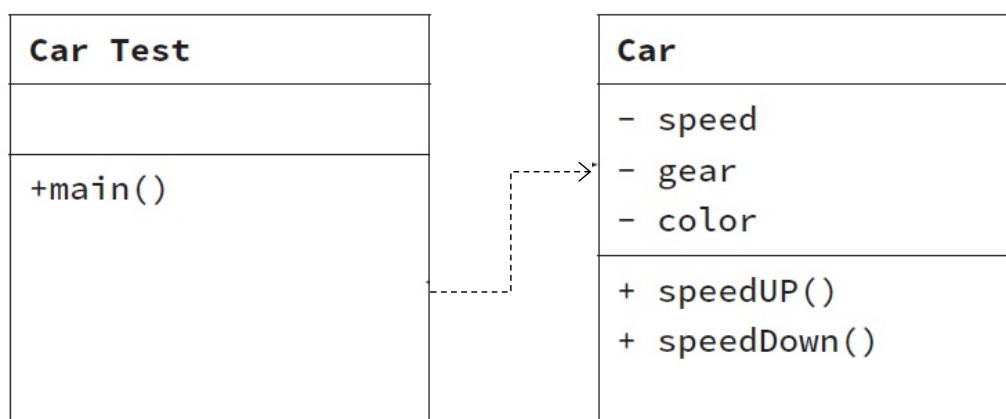 Car Test
+main()
Car
- speed
- gear
- color
+ speedUP()
+ speedDown()